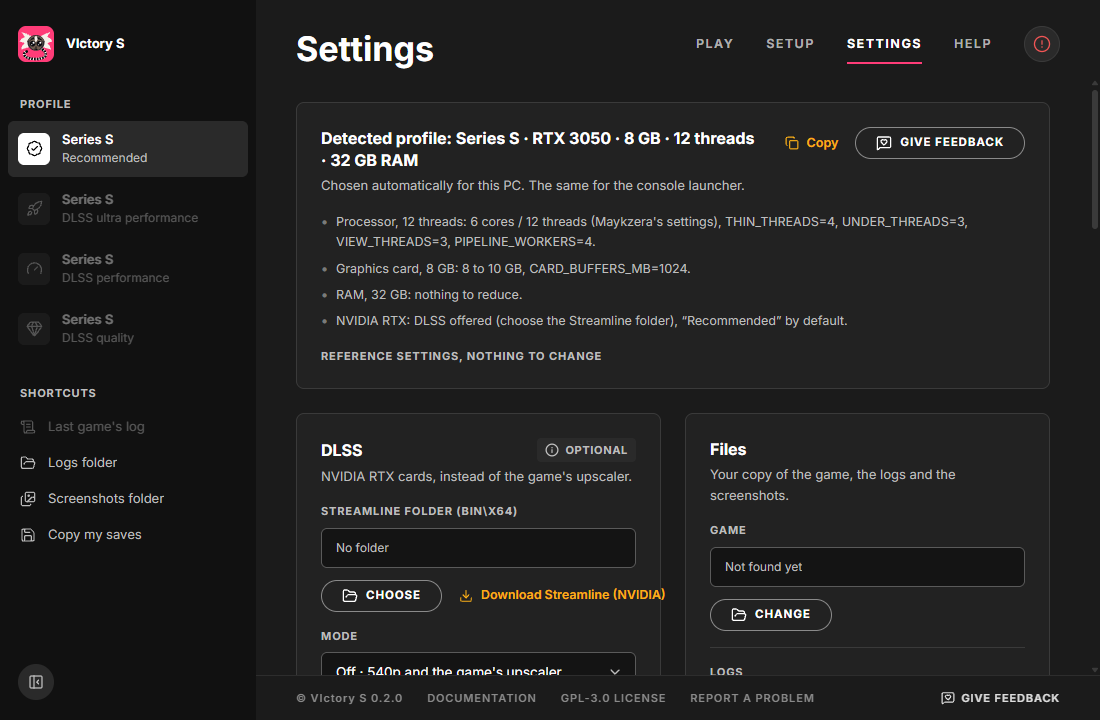 VIctory S
Settings
PLAY
SETUP
SETTINGS
HELP
PROFILE
Series S
Recommended
Series S
DLSS ultra performance
Series S
DLSS performance
Series S
DLSS quality
SHORTCUTS
Last game's log
Logs folder
Screenshots folder
Copy my saves
Detected profile: Series S · RTX 3050 · 8 GB · 12 threads
· 32 GB RAM
Copy
GIVE FEEDBACK
Chosen automatically for this PC. The same for the console launcher.
• Processor, 12 threads: 6 cores / 12 threads (Maykzera's settings), THIN_THREADS=4, UNDER_THREADS=3,
VIEW_THREADS=3, PIPELINE_WORKERS=4.
• Graphics card, 8 GB: 8 to 10 GB, CARD_BUFFERS_MB=1024.
• RAM, 32 GB: nothing to reduce.
• NVIDIA RTX: DLSS offered (choose the Streamline folder), “Recommended” by default.
REFERENCE SETTINGS, NOTHING TO CHANGE
DLSS
OPTIONAL
NVIDIA RTX cards, instead of the game's upscaler.
STREAMLINE FOLDER (BIN\X64)
No folder
CHOOSE
Download Streamline (NVIDIA)
MODE
Off · 540p and the game's upscaler
Files
Your copy of the game, the logs and the
screenshots.
GAME
Not found yet
CHANGE
LOGS
© VIctory S 0.2.0
DOCUMENTATION
GPL-3.0 LICENSE
REPORT A PROBLEM
GIVE FEEDBACK